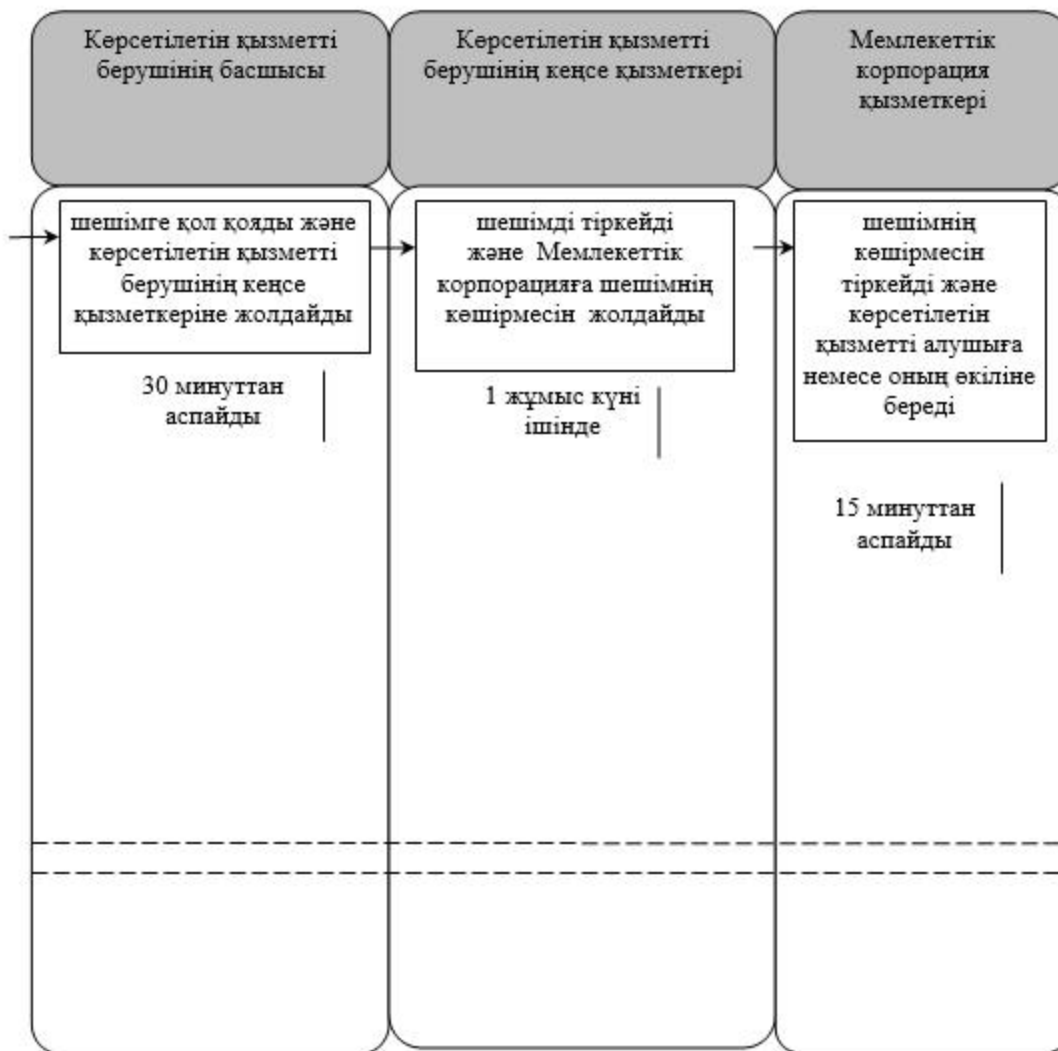 Көрсетілетін қызметті
берушінің басшысы
Көрсетілетін қызметті
берушінің кеңсе қызметкері
Мемлекеттік
корпорация
қызметкері
шешімге қол қояды және
көрсетілетін қызметті
берушінің кеңсе
қызметкеріне жолдайды
30 минуттан
аспайды
шешімді тіркейді
және Мемлекеттік
корпорацияға шешімнің
көшірмесін жолдайды
1 жұмыс күні
ішінде
шешімнің
көшірмесін
тіркейді және
көрсетілетін
қызметті алушыға
немесе оның өкіліне
береді
15 минуттан
аспайды